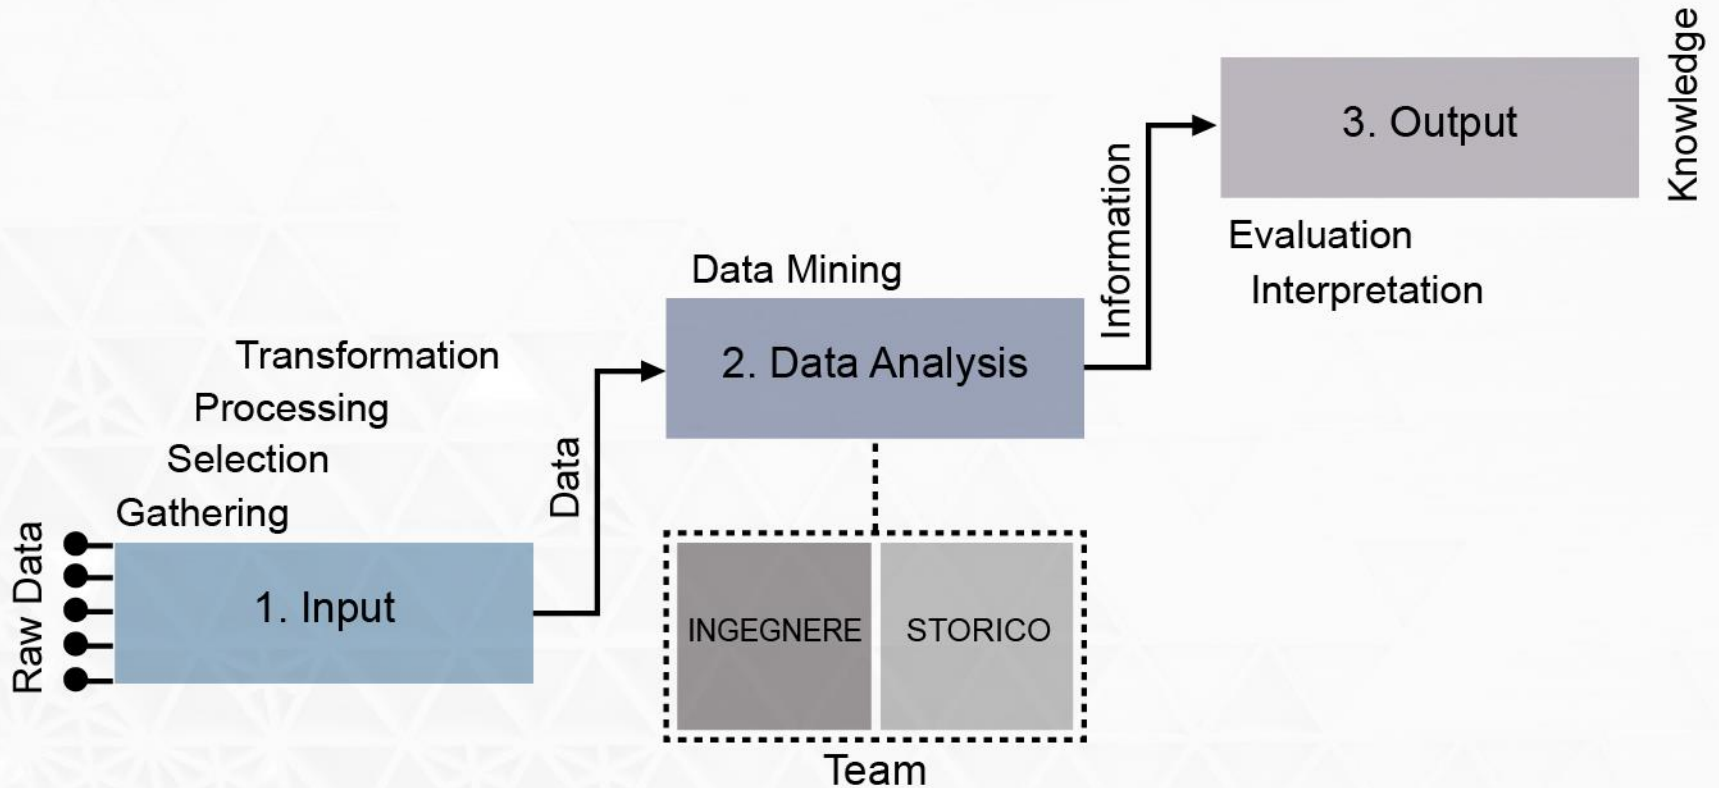 Raw Data
Transformation
Processing
Selection
Gathering
1. Input
Data
Data Mining
2. Data Analysis
INGEGNERE
STORICO
Team
Information
3. Output
Evaluation
Interpretation
Knowledge